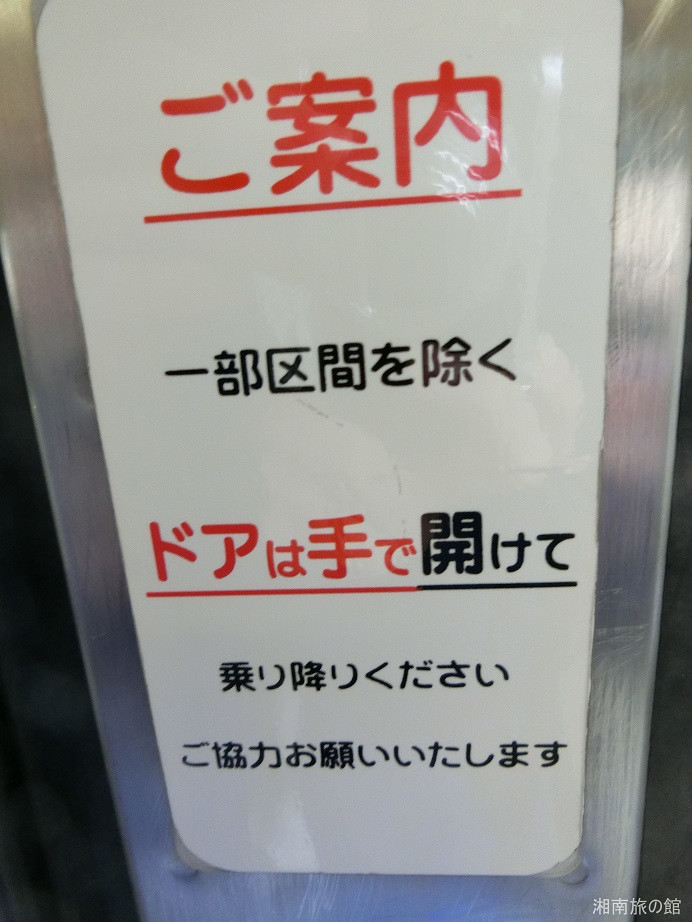 ご案内
一部区間を除く
ドアは手で開けて
乗り降りください
ご協力お願いいたします
湘南旅の館